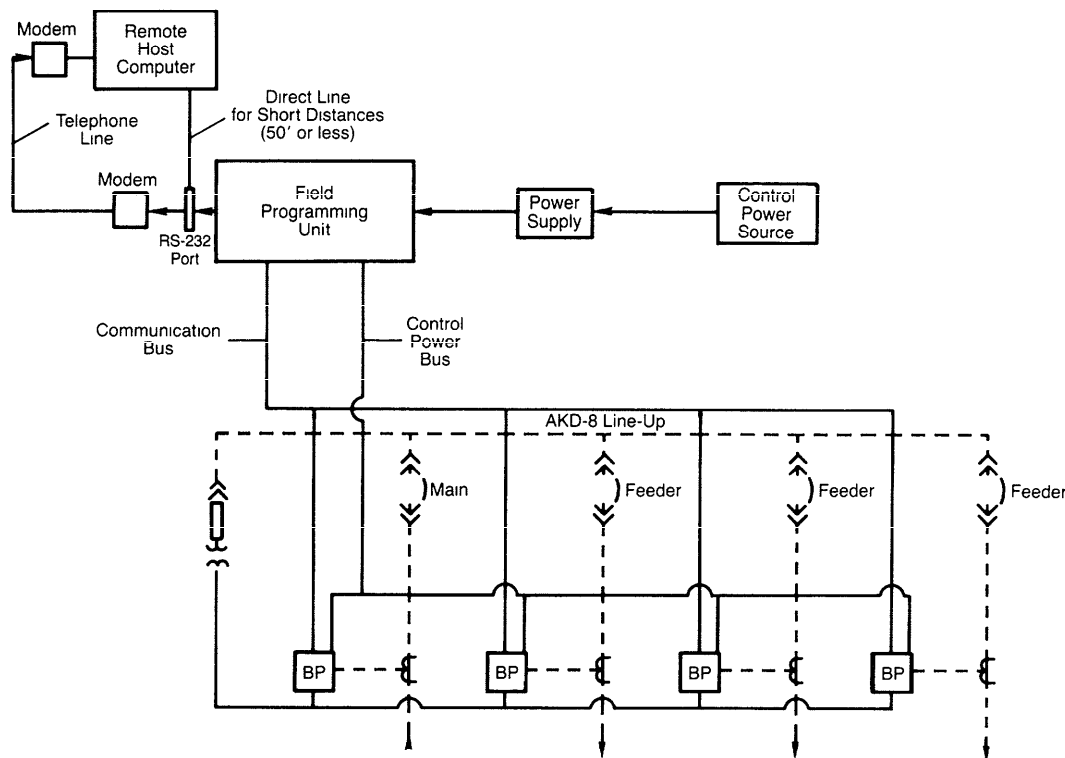 Modem
Remote
Host
Computer
Telephone
Line
Direct Line
for Short Distances
(50' or less)
Modem
RS-232
Port
Field
Programming
Unit
Power
Supply
Control
Power
Source
Communication
Bus
Control
Power
Bus
AKD-8 Line-Up
Main
Feeder
Feeder
Feeder
BP
BP
BP
BP